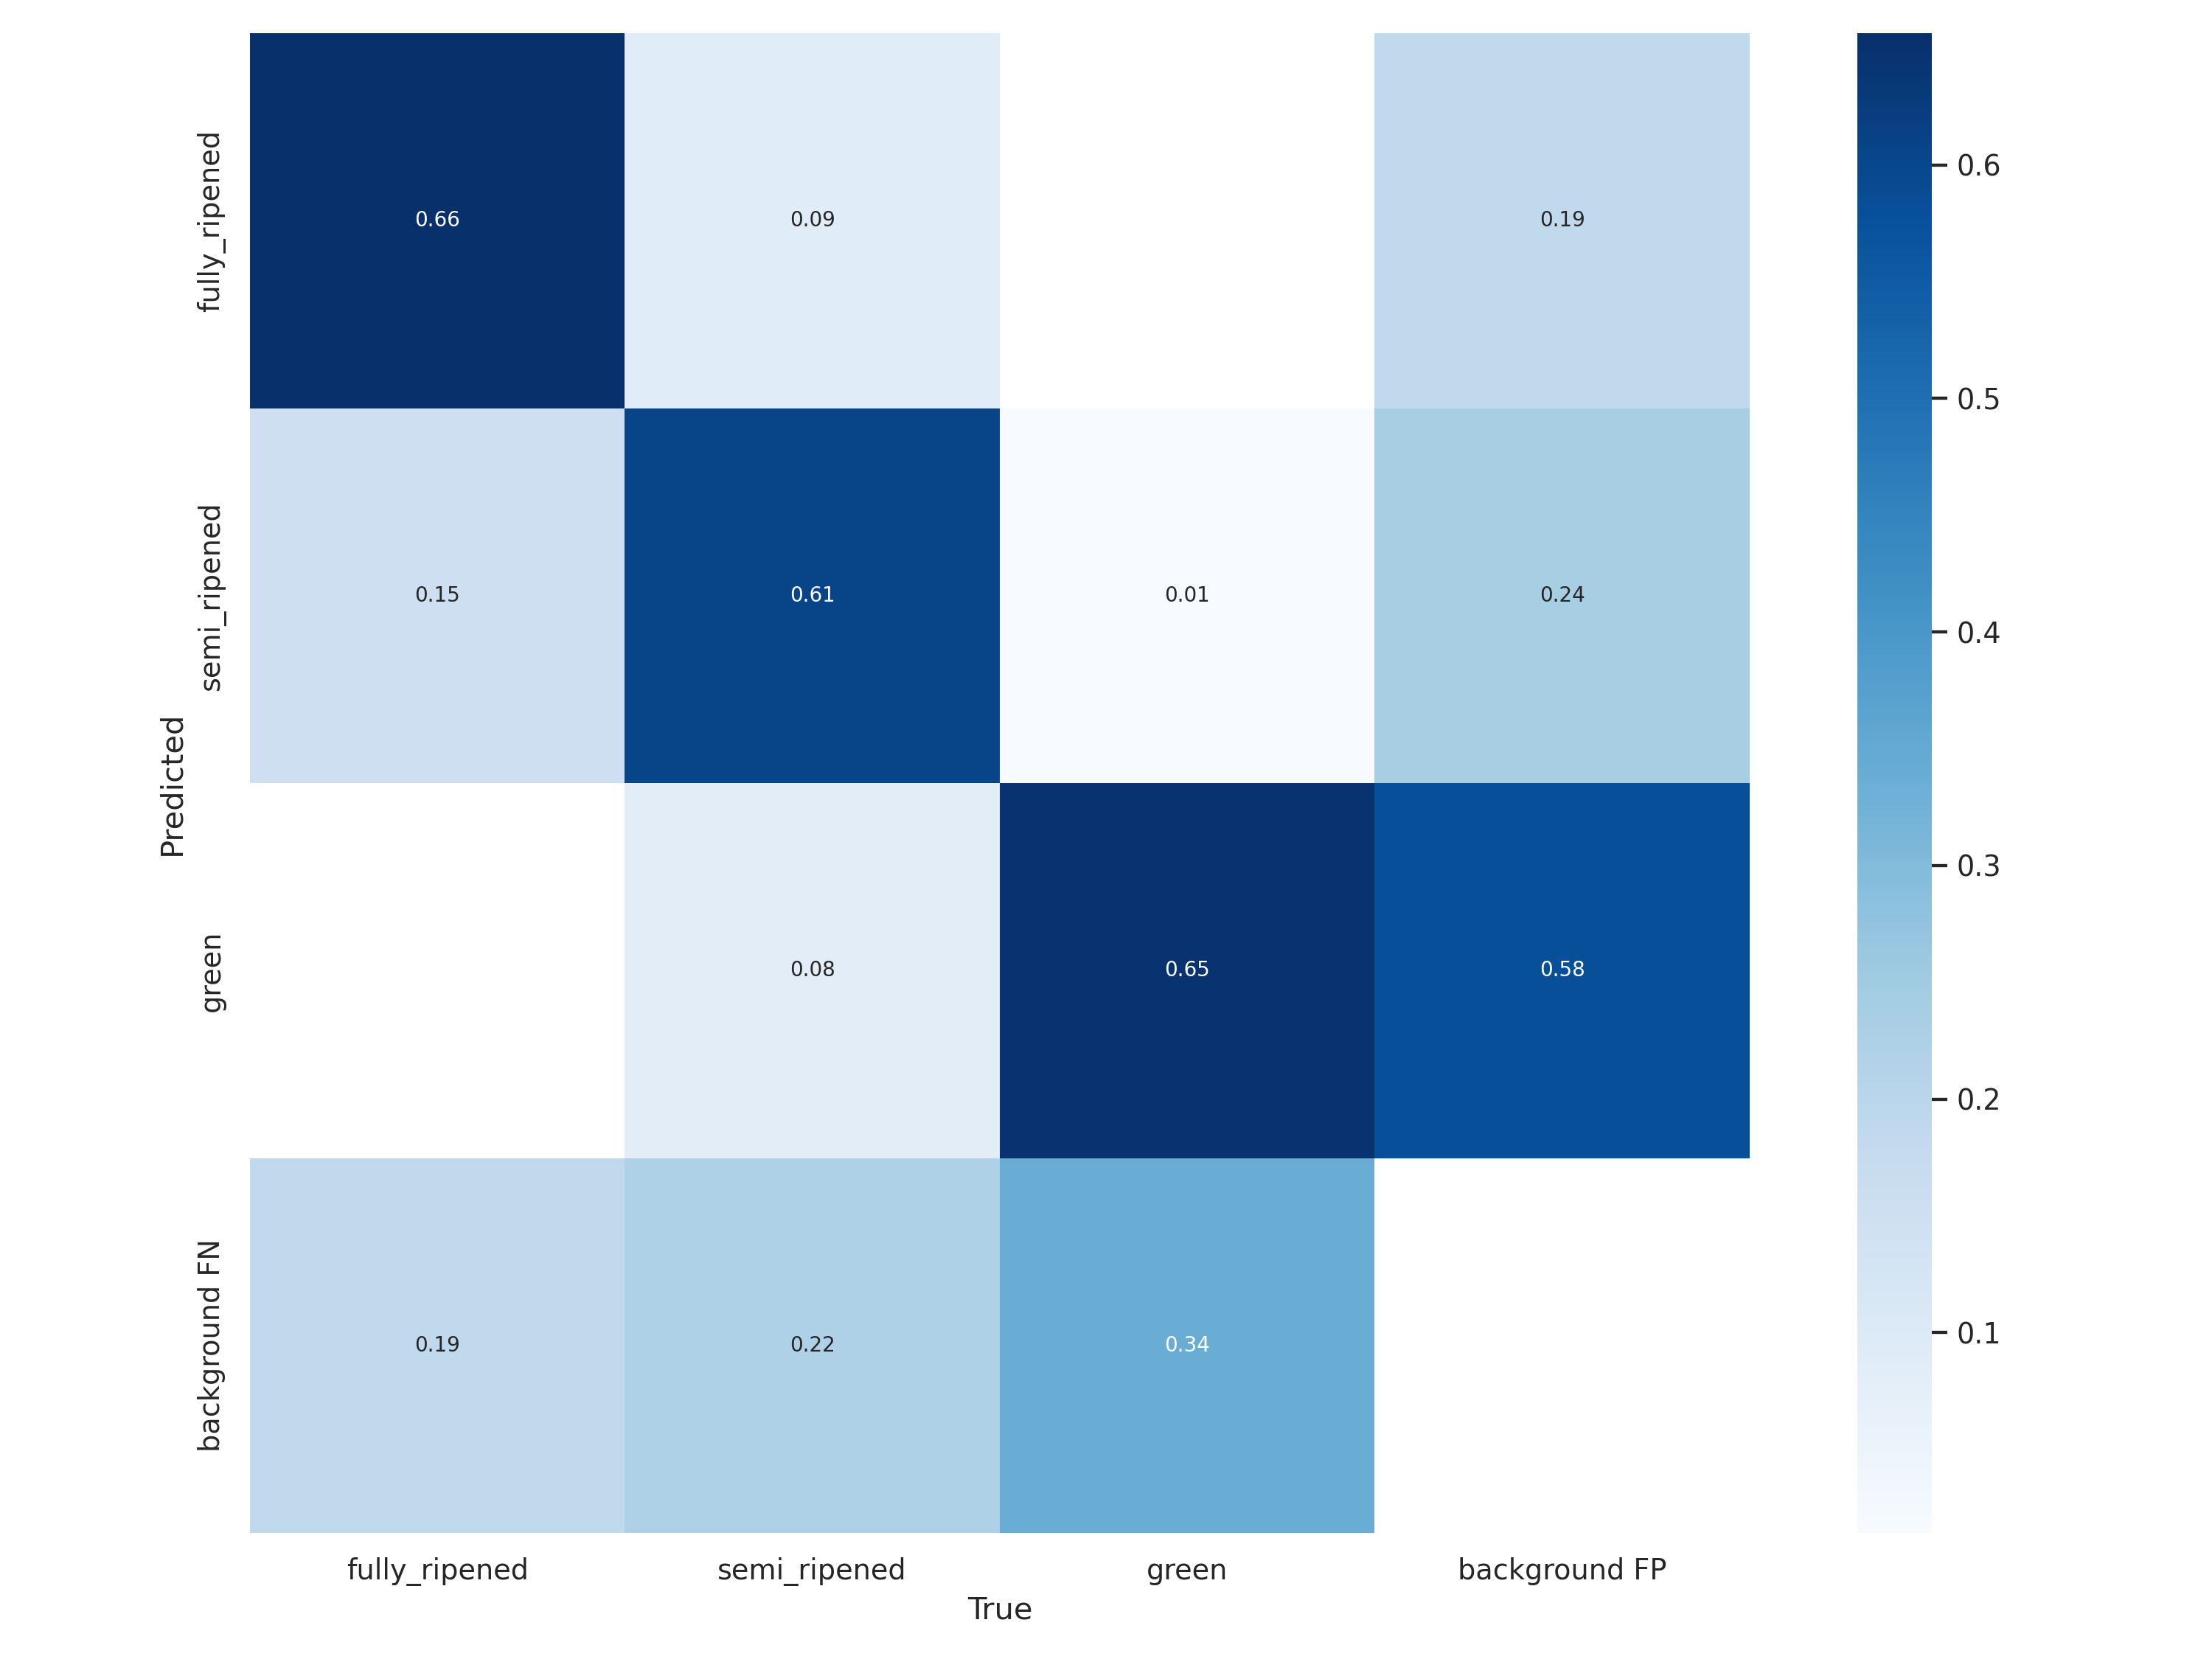 fully_ripened
0.66
0.09
0.19
semi_ripened
0.15
0.61
0.01
0.24
green
0.08
0.65
0.58
background FN
0.19
0.22
0.34
Predicted
fully_ripened
semi_ripened
green
background FP
True
0.6
0.5
0.4
0.3
0.2
0.1